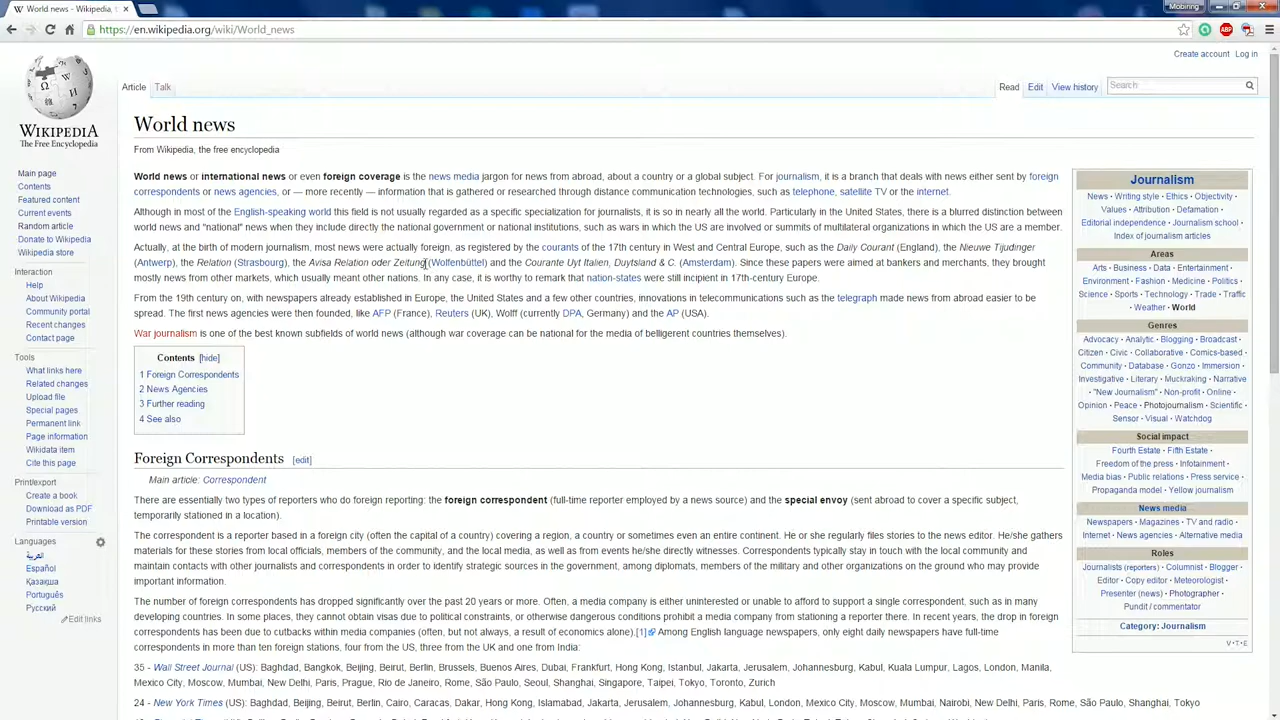 World news - Wikipedia, t
Mobiring
https://en.wikipedia.org/wiki/World_news
Create account Log in
WIKIPEDIA
The Free Encyclopedia
Main page
Contents
Featured content
Current events
Random article
Donate to Wikipedia
Wikipedia store
Interaction
Help
About Wikipedia
Community portal
Recent changes
Contact page
Tools
What links here
Related changes
Upload file
Special pages
Permanent link
Page information
Wikidata item
Cite this page
Print/export
Create a book
Download as PDF
Printable version
Languages
العربية
Español
Қазақша
Português
Русский
Edit links
Article Talk
Read Edit View history Search
World news
From Wikipedia, the free encyclopedia
World news or international news or even foreign coverage is the news media jargon for news from abroad, about a country or a global subject. For journalism, it is a branch that deals with news either sent by foreign
correspondents or news agencies, or — more recently — information that is gathered or researched through distance communication technologies, such as telephone, satellite TV or the internet.
Although in most of the English-speaking world this field is not usually regarded as a specific specialization for journalists, it is so in nearly all the world. Particularly in the United States, there is a blurred distinction between
world news and "national" news when they include directly the national government or national institutions, such as wars in which the US are involved or summits of multilateral organizations in which the US are a member.
Actually, at the birth of modern journalism, most news were actually foreign, as registered by the courants of the 17th century in West and Central Europe, such as the Daily Courant (England), the Nieuwe Tijudinger
(Antwerp), the Relation (Strasbourg), the Avisa Relation oder Zeitung (Wolfenbüttel) and the Courante Uyt Italien, Duytsland & C. (Amsterdam). Since these papers were aimed at bankers and merchants, they brought
mostly news from other markets, which usually meant other nations. In any case, it is worthy to remark that nation-states were still incipient in 17th-century Europe.
From the 19th century on, with newspapers already established in Europe, the United States and a few other countries, innovations in telecommunications such as the telegraph made news from abroad easier to
spread. The first news agencies were then founded, like AFP (France), Reuters (UK), Wolff (currently DPA, Germany) and the AP (USA).
War journalism is one of the best known subfields of world news (although war coverage can be national for the media of belligerent countries themselves).
Contents [hide]
1 Foreign Correspondents
2 News Agencies
3 Further reading
4 See also
Foreign Correspondents [edit]
Main article: Correspondent
There are essentially two types of reporters who do foreign reporting: the foreign correspondent (full-time reporter employed by a news source) and the special envoy (sent abroad to cover a specific subject,
temporarily stationed in a location).
The correspondent is a reporter based in a foreign city (often the capital of a country) covering a region, a country or sometimes even an entire continent. He or she regularly files stories to the news editor. He/she gathers
materials for these stories from local officials, members of the community, and the local media, as well as from events he/she directly witnesses. Correspondents typically stay in touch with the local community and
maintain contacts with other journalists and correspondents in order to identify strategic sources in the government, among diplomats, members of the military and other organizations on the ground who may provide
important information.
The number of foreign correspondents has dropped significantly over the past 20 years or more. Often, a media company is either uninterested or unable to afford to support a single correspondent, such as in many
developing countries. In some places, they cannot obtain visas due to political constraints, or otherwise dangerous conditions prohibit a media company from stationing a reporter there. In recent years, the drop in foreign
correspondents has been due to cutbacks within media companies (often, but not always, a result of economics alone).[1] Among English language newspapers, only eight daily newspapers have full-time
correspondents in more than ten foreign stations, four from the US, three from the UK and one from India:
35 - Wall Street Journal (US): Baghdad, Bangkok, Beijing, Beirut, Berlin, Brussels, Buenos Aires, Dubai, Frankfurt, Hong Kong, Istanbul, Jakarta, Jerusalem, Johannesburg, Kabul, Kuala Lumpur, Lagos, London, Manila,
Mexico City, Moscow, Mumbai, New Delhi, Paris, Prague, Rio de Janeiro, Rome, São Paulo, Seoul, Shanghai, Singapore, Taipei, Tokyo, Toronto, Zurich
24 - New York Times (US): Baghdad, Beijing, Beirut, Berlin, Cairo, Caracas, Dakar, Hong Kong, Islamabad, Jakarta, Jerusalem, Johannesburg, Kabul, London, Mexico City, Moscow, Mumbai, Nairobi, New Delhi, Paris, Rome, São Paulo, Shanghai, Tokyo
Journalism
News · Writing style · Ethics · Objectivity ·
Values · Attribution · Defamation ·
Editorial independence · Journalism school ·
Index of journalism articles
Areas
Arts · Business · Data · Entertainment ·
Environment · Fashion · Medicine · Politics ·
Science · Sports · Technology · Trade · Traffic
· Weather · World
Genres
Advocacy · Analytic · Blogging · Broadcast ·
Citizen · Civic · Collaborative · Comics-based ·
Community · Database · Gonzo · Immersion ·
Investigative · Literary · Muckraking · Narrative
· "New Journalism" · Non-profit · Online ·
Opinion · Peace · Photojournalism · Scientific ·
Sensor · Visual · Watchdog
Social impact
Fourth Estate · Fifth Estate ·
Freedom of the press · Infotainment ·
Media bias · Public relations · Press service ·
Propaganda model · Yellow journalism
News media
Newspapers · Magazines · TV and radio ·
Internet · News agencies · Alternative media
Roles
Journalists (reporters) · Columnist · Blogger ·
Editor · Copy editor · Meteorologist ·
Presenter (news) · Photographer ·
Pundit / commentator
Category: Journalism
V · T · E